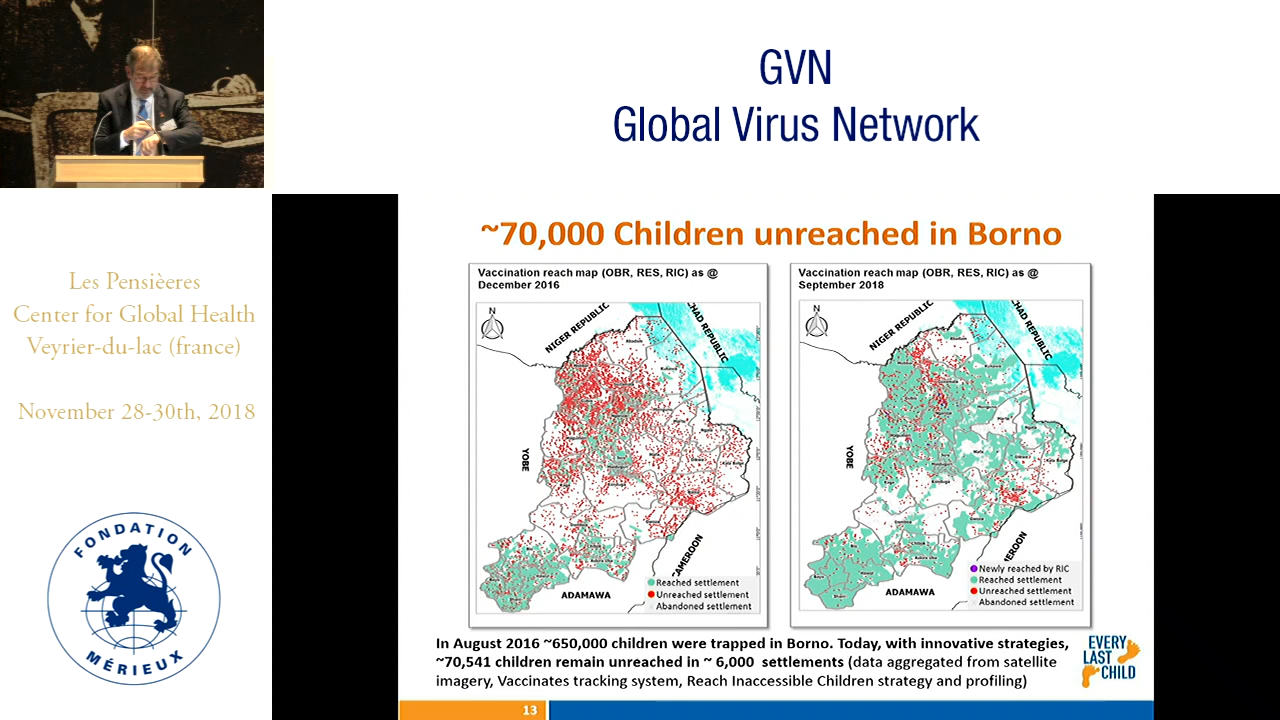 GVN
Global Virus Network
Les Pensièeres
Center for Global Health
Veyrier-du-lac (france)
November 28-30th, 2018
FONDATION
MÉRIEUX
~70,000 Children unreached in Borno
Vaccination reach map (OBR, RES, RIC) as @
December 2016
N
NIGER REPUBLIC
CHAD REPUBLIC
YOBE
CAMEROON
ADAMAWA
Reached settlement
Unreached settlement
Abandoned settlement
Vaccination reach map (OBR, RES, RIC) as @
September 2018
N
NIGER REPUBLIC
CHAD REPUBLIC
YOBE
MEROON
ADAMAWA
Newly reached by RIC
Reached settlement
Unreached settlement
Abandoned settlement
In August 2016 ~650,000 children were trapped in Borno. Today, with innovative strategies,
~70,541 children remain unreached in ~ 6,000 settlements (data aggregated from satellite
imagery, Vaccinates tracking system, Reach Inaccessible Children strategy and profiling)
EVERY
LAST
CHILD
13